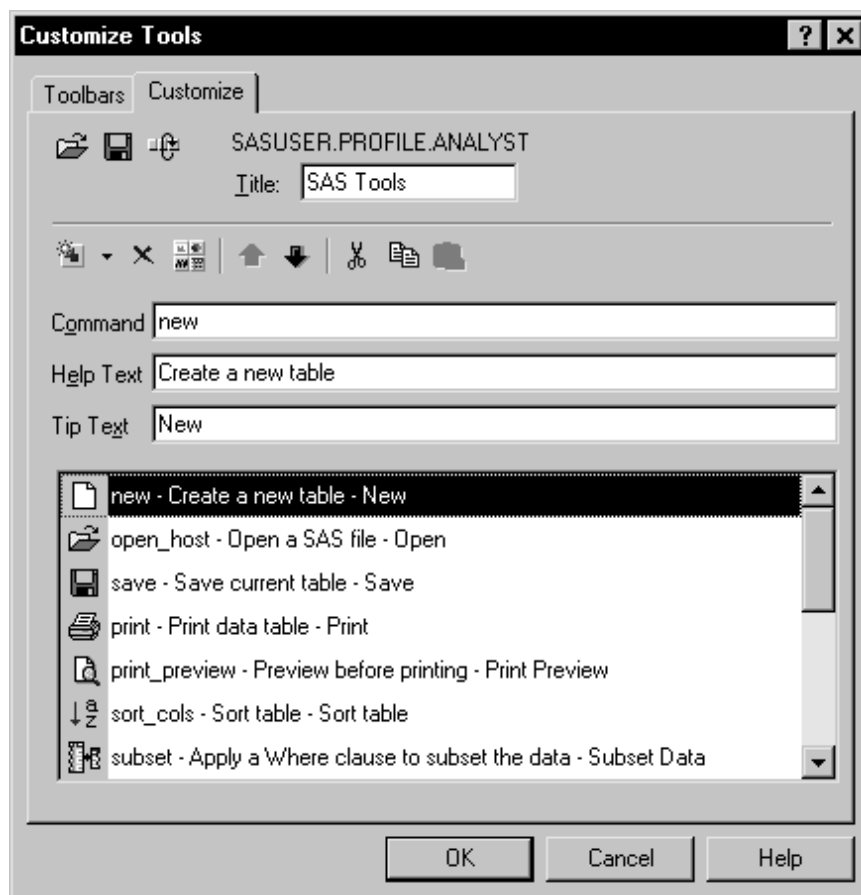 Customize Tools
Toolbars Customize
SASUSER.PROFILE.ANALYST
Title: SAS Tools
Command new
Help Text Create a new table
Tip Text New
new - Create a new table - New
open_host - Open a SAS file - Open
save - Save current table - Save
print - Print data table - Print
print_preview - Preview before printing - Print Preview
sort_cols - Sort table - Sort table
subset - Apply a Where clause to subset the data - Subset Data
OK Cancel Help